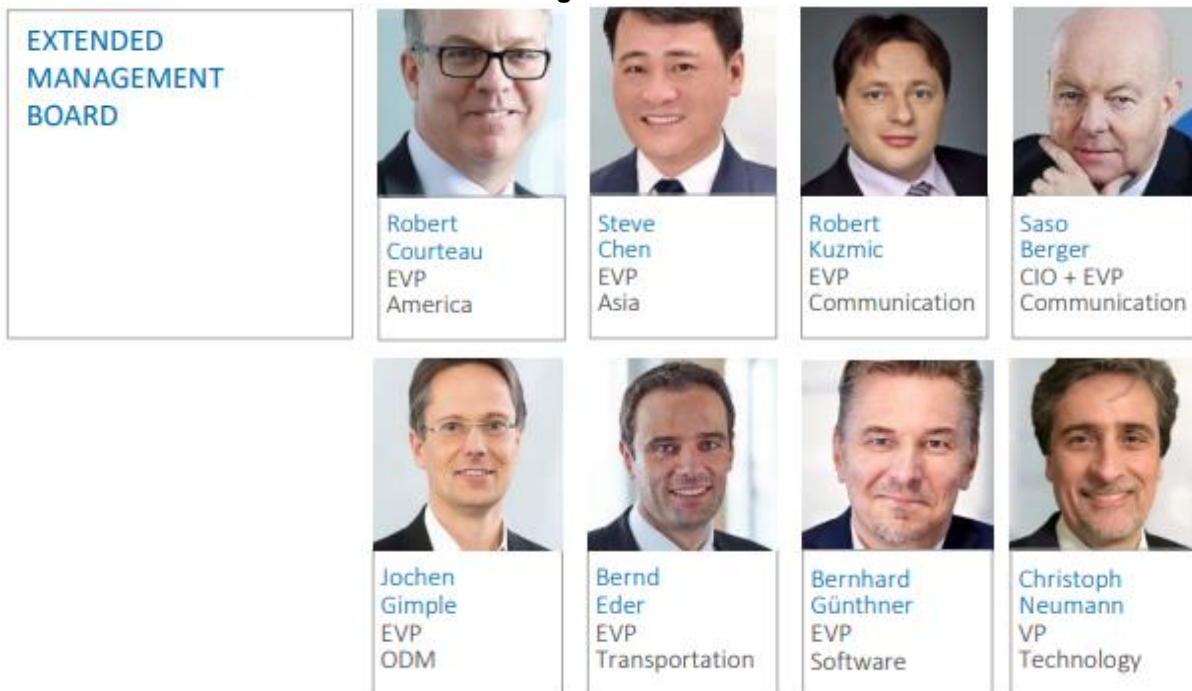 EXTENDED
MANAGEMENT
BOARD
Robert
Courteau
EVP
America
Steve
Chen
EVP
Asia
Robert
Kuzmic
EVP
Communication
Saso
Berger
CIO + EVP
Communication
Jochen
Gimple
EVP
ODM
Bernd
Eder
EVP
Transportation
Bernhard
Günthner
EVP
Software
Christoph
Neumann
VP
Technology